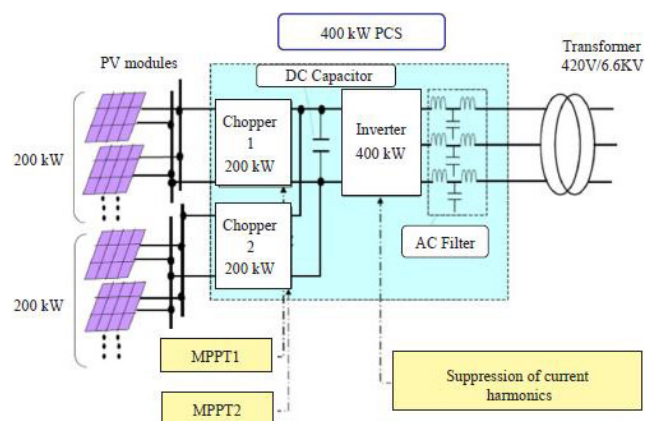 400 kW PCS
Transformer
420V/6.6KV
PV modules
DC Capacitor
200 kW
Chopper
1
200 kW
Inverter
400 kW
Chopper
2
200 kW
AC Filter
200 kW
MPPT1
MPPT2
Suppression of current
harmonics